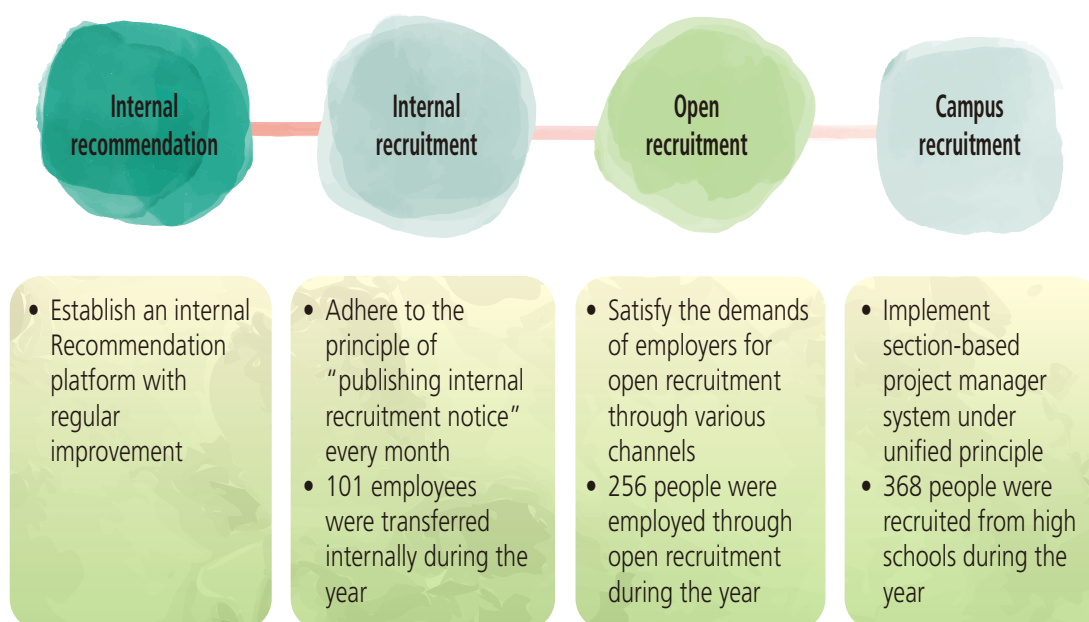 Internal
recommendation
Internal
recruitment
Open
recruitment
Campus
recruitment
• Establish an internal
Recommendation
platform with
regular
improvement
• Adhere to the
principle of
“publishing internal
recruitment notice”
every month
• 101 employees
were transferred
internally during the
year
• Satisfy the demands
of employers for
open recruitment
through various
channels
• 256 people were
employed through
open recruitment
during the year
• Implement
section-based
project manager
system under
unified principle
• 368 people were
recruited from high
schools during the
year